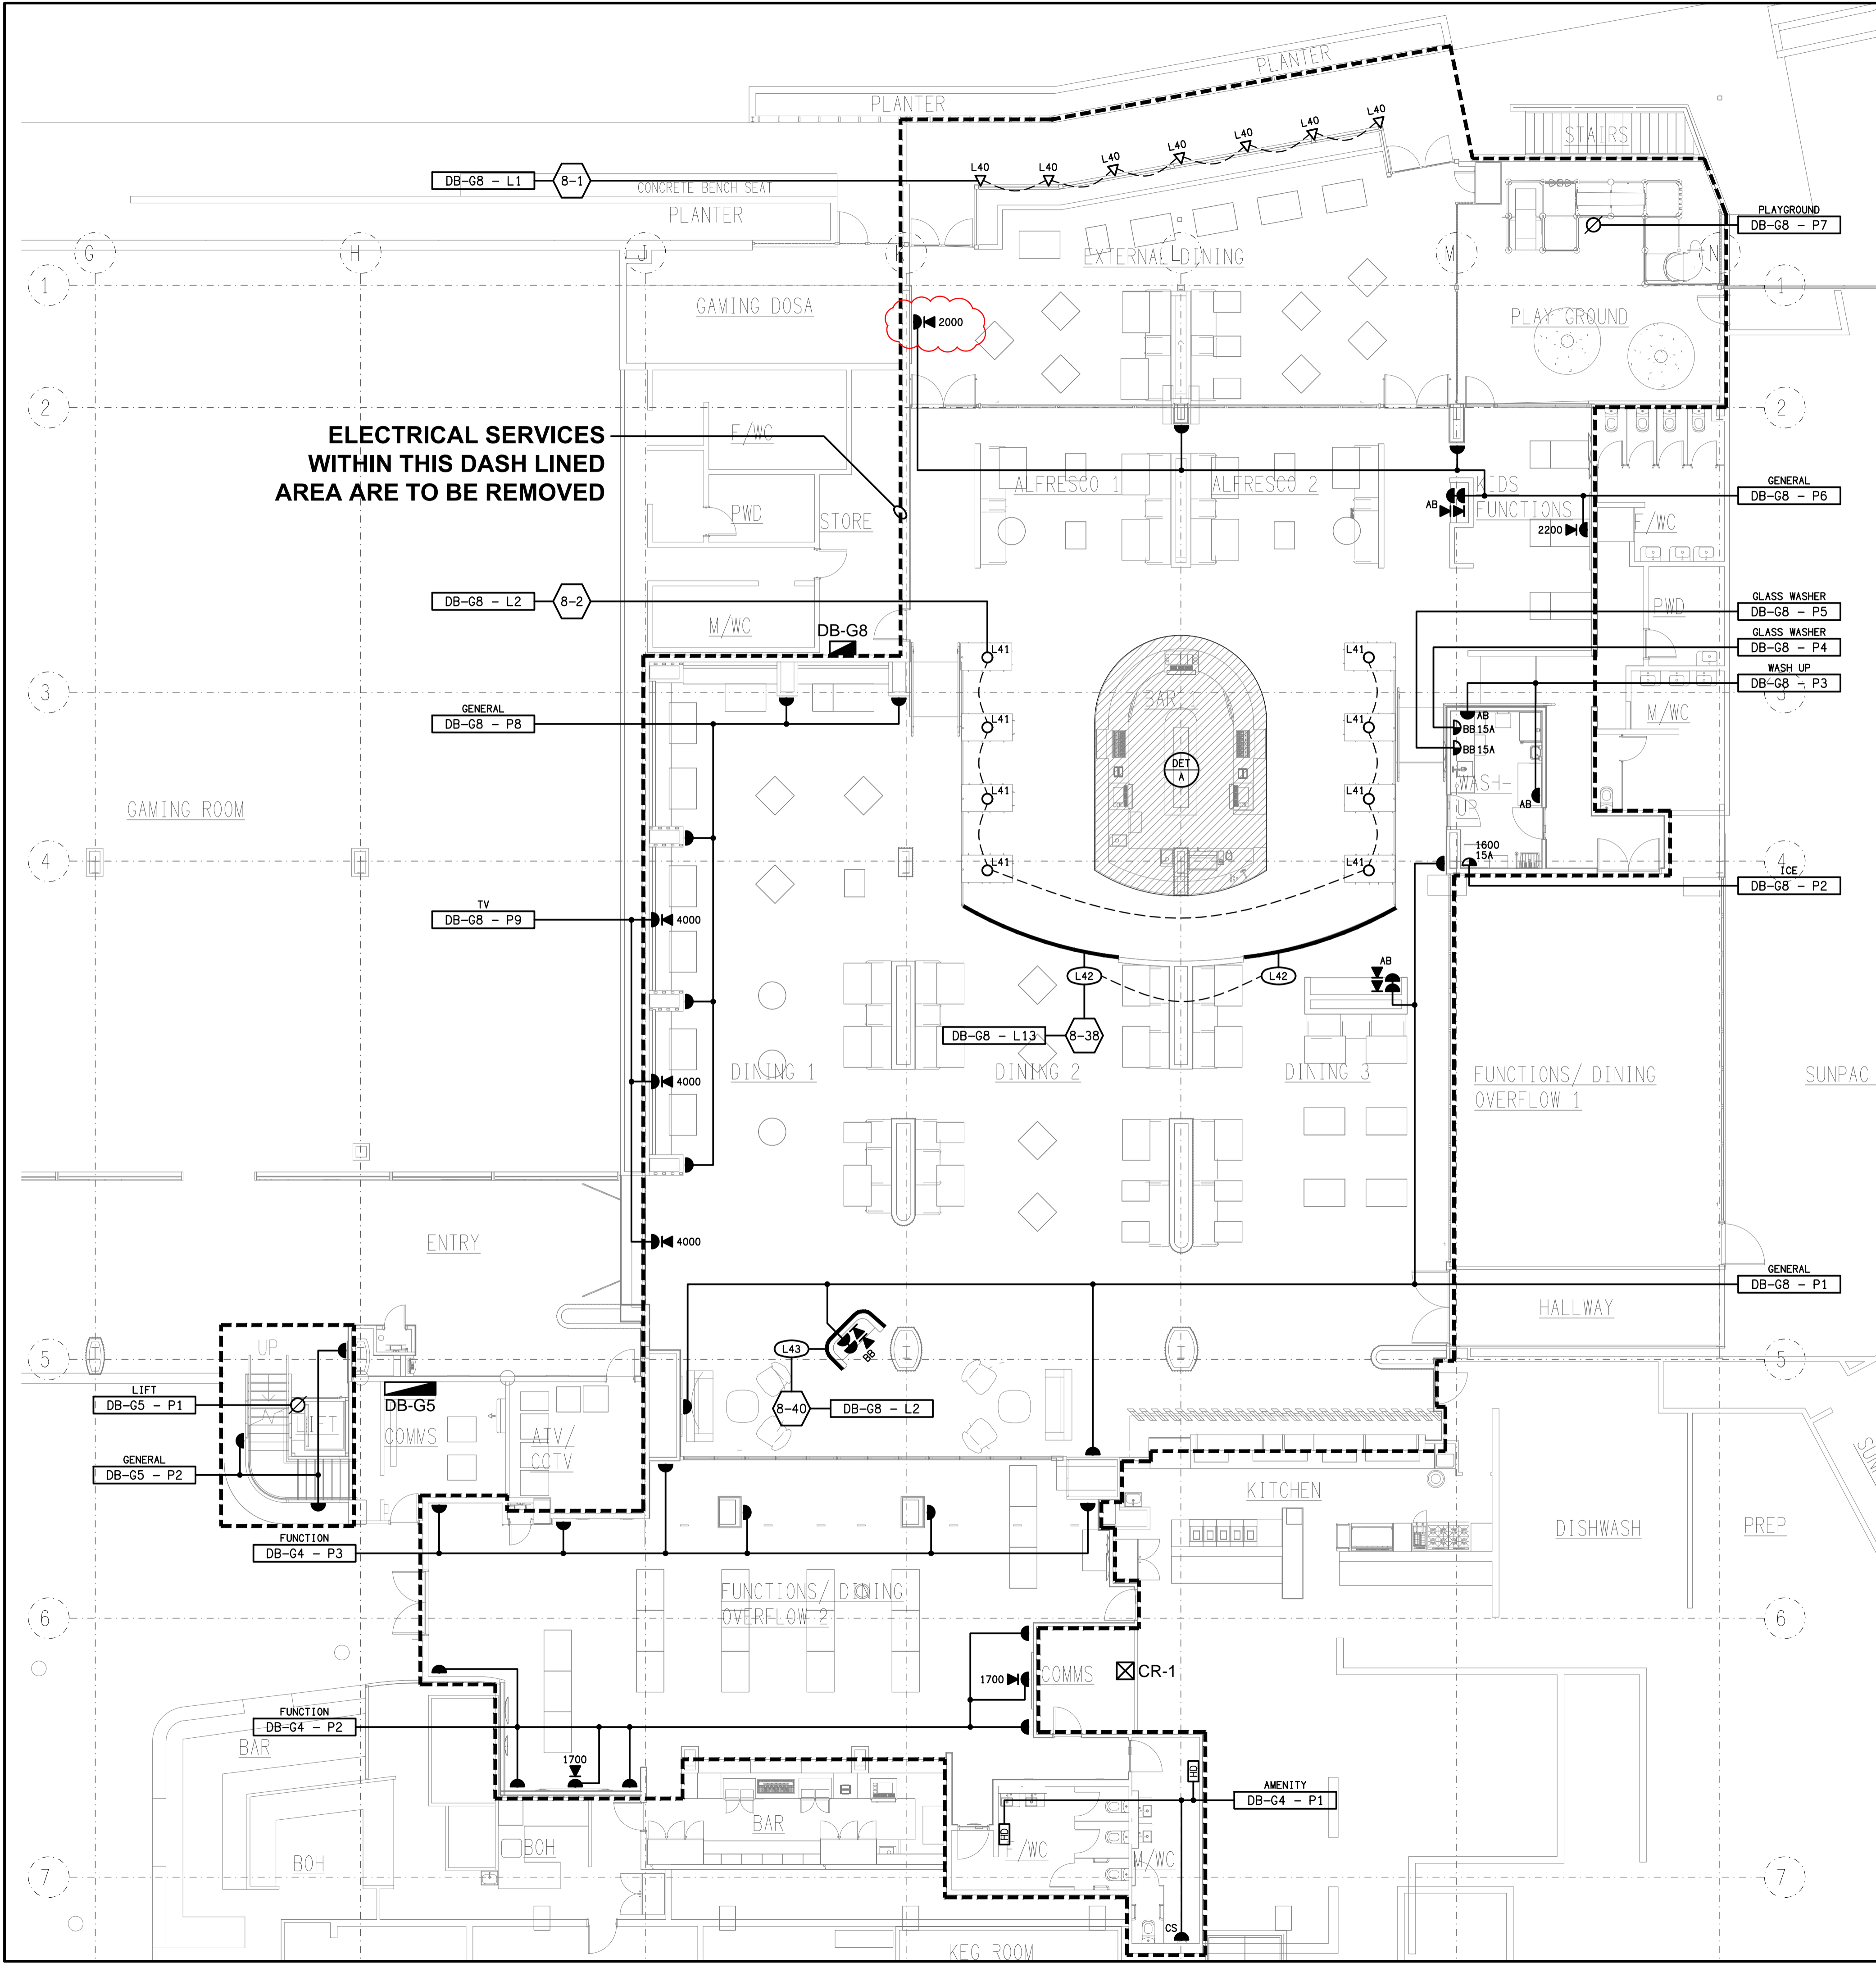 PLANTER
PLANTER
STAIRS
L40
L40
L40
L40
L40
L40
L40
DB-G8 - L1
8-1
CONCRETE BENCH SEAT
PLANTER
PLAYGROUND
DB-G8 - P7
G
H
J
L
M
N
EXTERNAL DINING
1
1
GAMING DOSA
2000
PLAY GROUND
2
2
ELECTRICAL SERVICES
WITHIN THIS DASH LINED
AREA ARE TO BE REMOVED
F/WC
ALFRESCO 1
ALFRESCO 2
KIDS
FUNCTIONS
GENERAL
DB-G8 - P6
AB
PWD
STORE
2200
F/WC
DB-G8 - L2
8-2
GLASS WASHER
DB-G8 - P5
PWD
M/WC
DB-G8
GLASS WASHER
DB-G8 - P4
L41
L41
WASH UP
DB-G8 - P3
3
3
BAR 1
GENERAL
DB-G8 - P8
L41
L41
AB
BB 15A
BB 15A
M/WC
DET
A
WASH-
UP
L41
L41
AB
GAMING ROOM
1600
15A
4
4
L41
L41
ICE
DB-G8 - P2
TV
DB-G8 - P9
4000
AB
L42
L42
DB-G8 - L13
8-38
4000
DINING 1
DINING 2
DINING 3
FUNCTIONS/ DINING
OVERFLOW 1
SUNPAC
4000
ENTRY
GENERAL
DB-G8 - P1
HALLWAY
UP
L43
BB
5
5
LIFT
DB-G5 - P1
DB-G5
8-40
DB-G8 - L2
LIFT
COMMS
ATV/
CCTV
GENERAL
DB-G5 - P2
KITCHEN
DISHWASH
PREP
SUN
FUNCTION
DB-G4 - P3
FUNCTIONS/ DINING
OVERFLOW 2
6
6
1700
COMMS
CR-1
FUNCTION
DB-G4 - P2
BAR
1700
HD
AMENITY
DB-G4 - P1
BAR
HD
F/WC
M/WC
BOH
BOH
7
7
CS
KEG ROOM